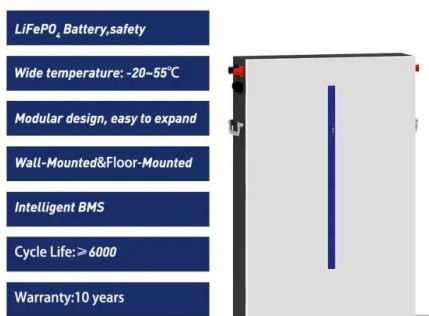 LiFePO₄ Battery,safety
Wide temperature: -20~55℃
Modular design, easy to expand
Wall-Mounted&Floor-Mounted
Intelligent BMS
Cycle Life:≥6000
Warranty:10 years